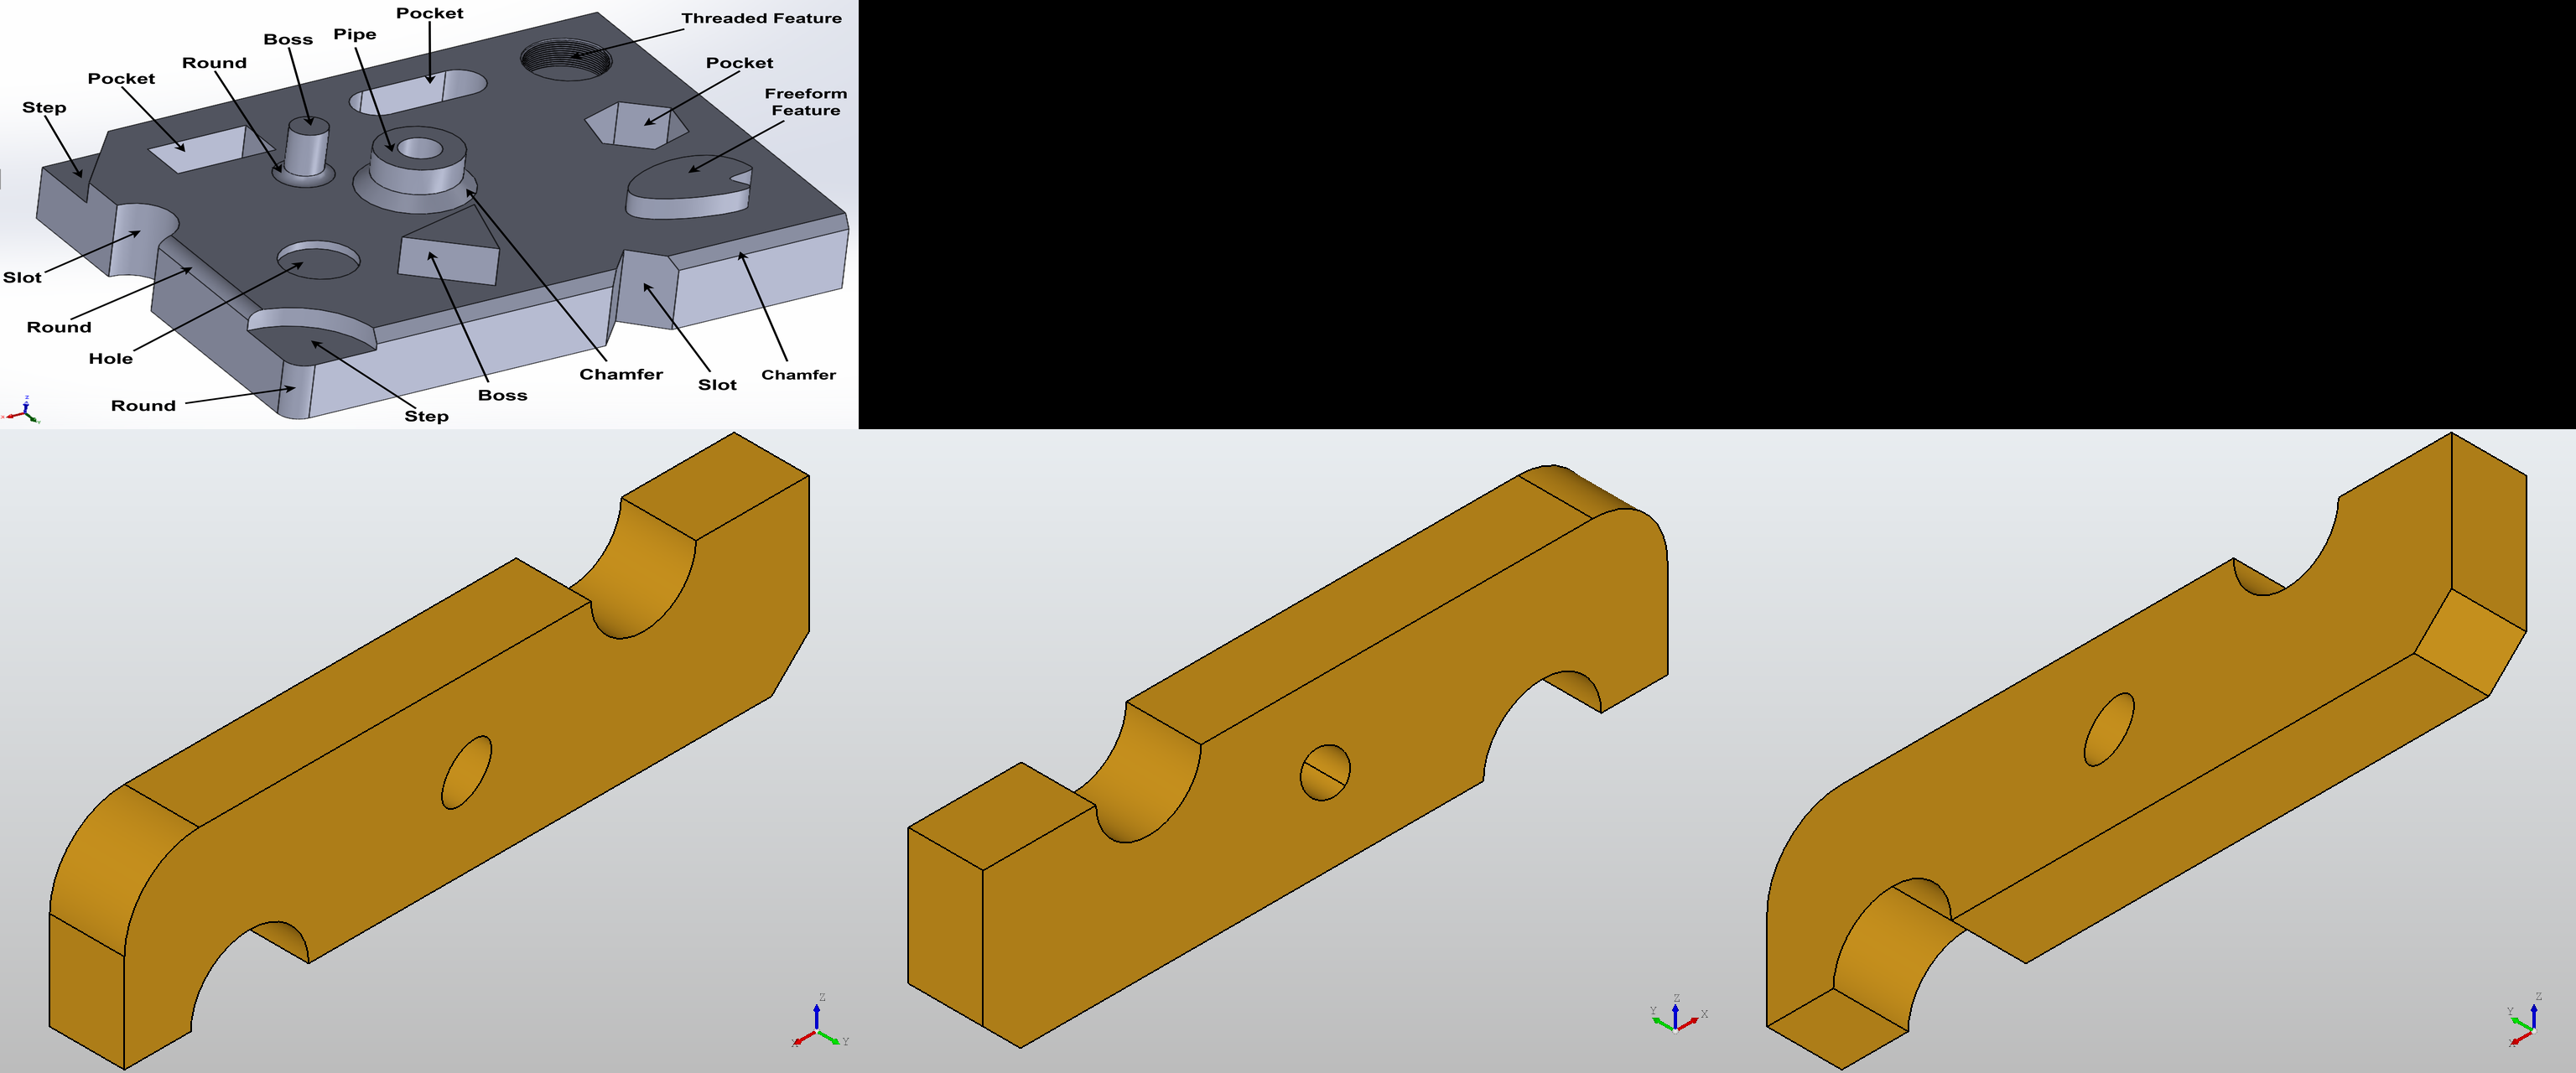 Pocket
Threaded Feature
Boss
Pipe
Round
Pocket
Pocket
Step
Freeform
Feature
Slot
Round
Hole
Chamfer
Slot
Chamfer
Boss
Round
Step
Z
X
Y
Y
Z
X
Z
Y
X